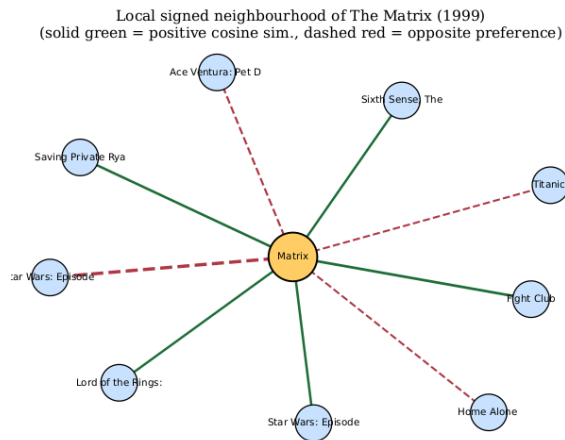 Local signed neighbourhood of The Matrix (1999)
(solid green = positive cosine sim., dashed red = opposite preference)
Ace Ventura: Pet D
Sixth Sense, The
Saving Private Rya
Titanic
Matrix
tar Wars: Episode
Fight Club
Lord of the Rings:
Home Alone
Star Wars: Episode